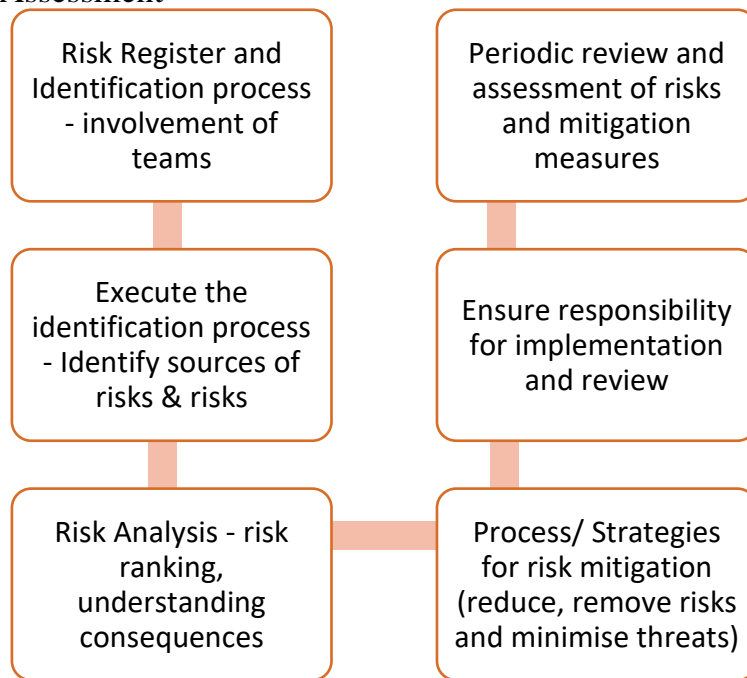 Assessment
Risk Register and
Identification process
- involvement of
teams
Execute the
identification process
- Identify sources of
risks & risks
Risk Analysis - risk
ranking,
understanding
consequences
Process/ Strategies
for risk mitigation
(reduce, remove risks
and minimise threats)
Ensure responsibility
for implementation
and review
Periodic review and
assessment of risks
and mitigation
measures